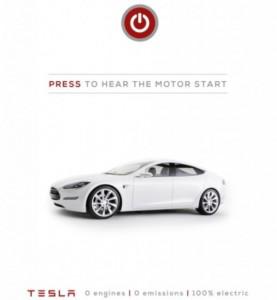 PRESS TO HEAR THE MOTOR START
TESLA 0 engines | 0 emissions | 100% electric